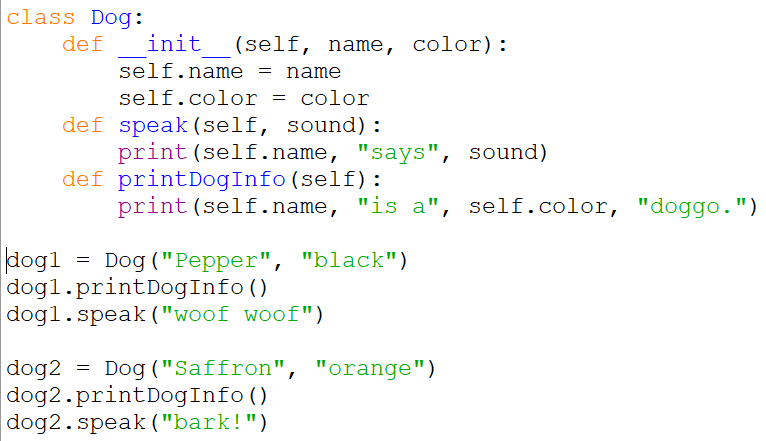 class Dog:
    def __init__(self, name, color):
        self.name = name
        self.color = color
    def speak(self, sound):
        print(self.name, "says", sound)
    def printDogInfo(self):
        print(self.name, "is a", self.color, "doggo.")

dog1 = Dog("Pepper", "black")
dog1.printDogInfo()
dog1.speak("woof woof")

dog2 = Dog("Saffron", "orange")
dog2.printDogInfo()
dog2.speak("bark!")